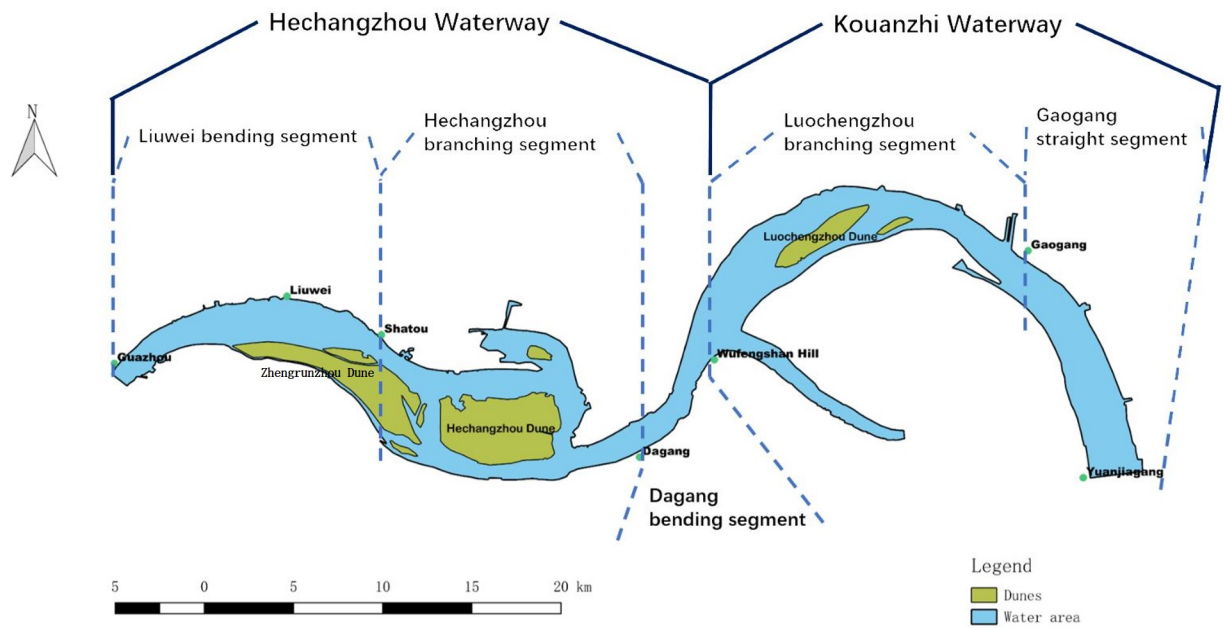 Hechangzhou Waterway
Kouanzhi Waterway
N
Liuwei bending segment
Hechangzhou
branching segment
Luochengzhou
branching segment
Gaogang
straight segment
Luochengzhou Dune
Gaogang
Liuwei
Shatou
Guazhou
Zhengrunzhou Dune
Wufengshan Hill
Hechangzhou Dune
Dagang
Yuanjiagang
Dagang
bending segment
5 0 5 10 15 20 km
Legend
Dunes
Water area